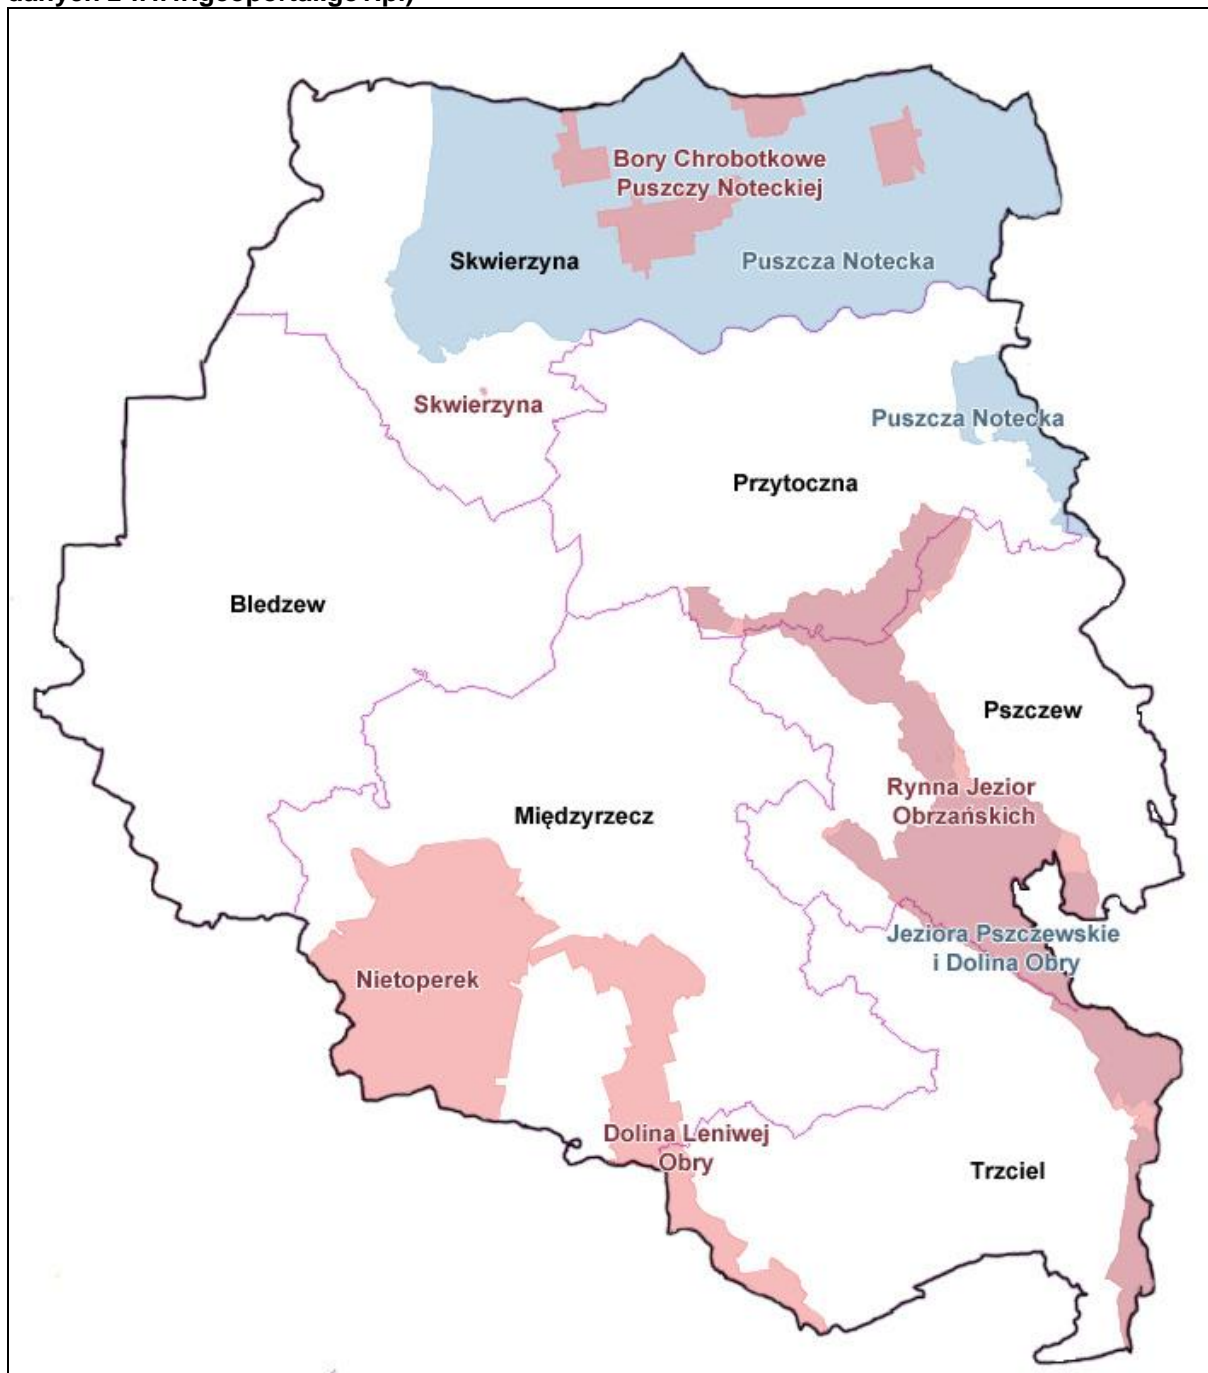 Bory Chrobotkowe
Puszczy Noteckiej
Skwierzyna
Puszcza Notecka
Skwierzyna
Puszcza Notecka
Przytoczna
Bledzew
Pszczew
Rynna Jezior
Obrzańskich
Międzyrzecz
Jeziora Pszczewskie
i Dolina Obry
Nietoperek
Dolina Leniwej
Obry
Trzciel